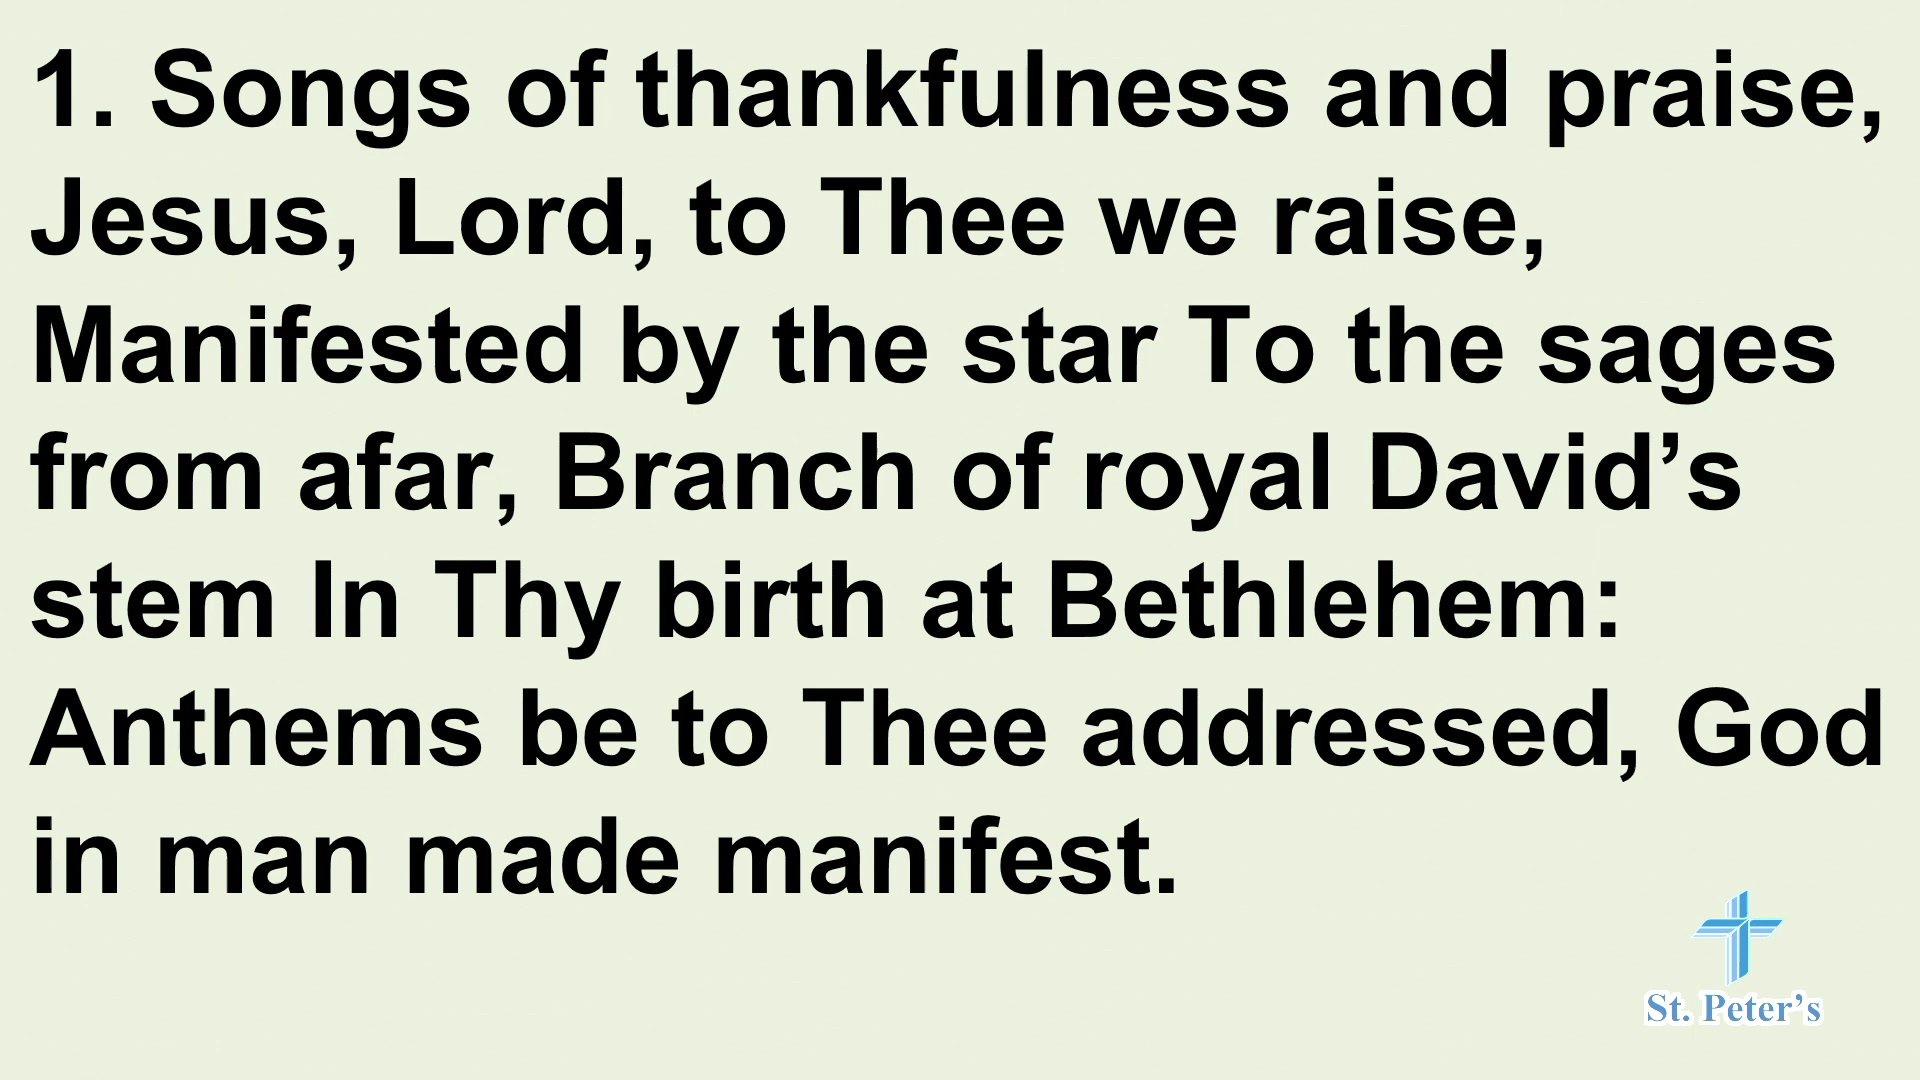 1. Songs of thankfulness and praise,
Jesus, Lord, to Thee we raise,
Manifested by the star To the sages
from afar, Branch of royal David’s
stem In Thy birth at Bethlehem:
Anthems be to Thee addressed, God
in man made manifest.
St. Peter’s